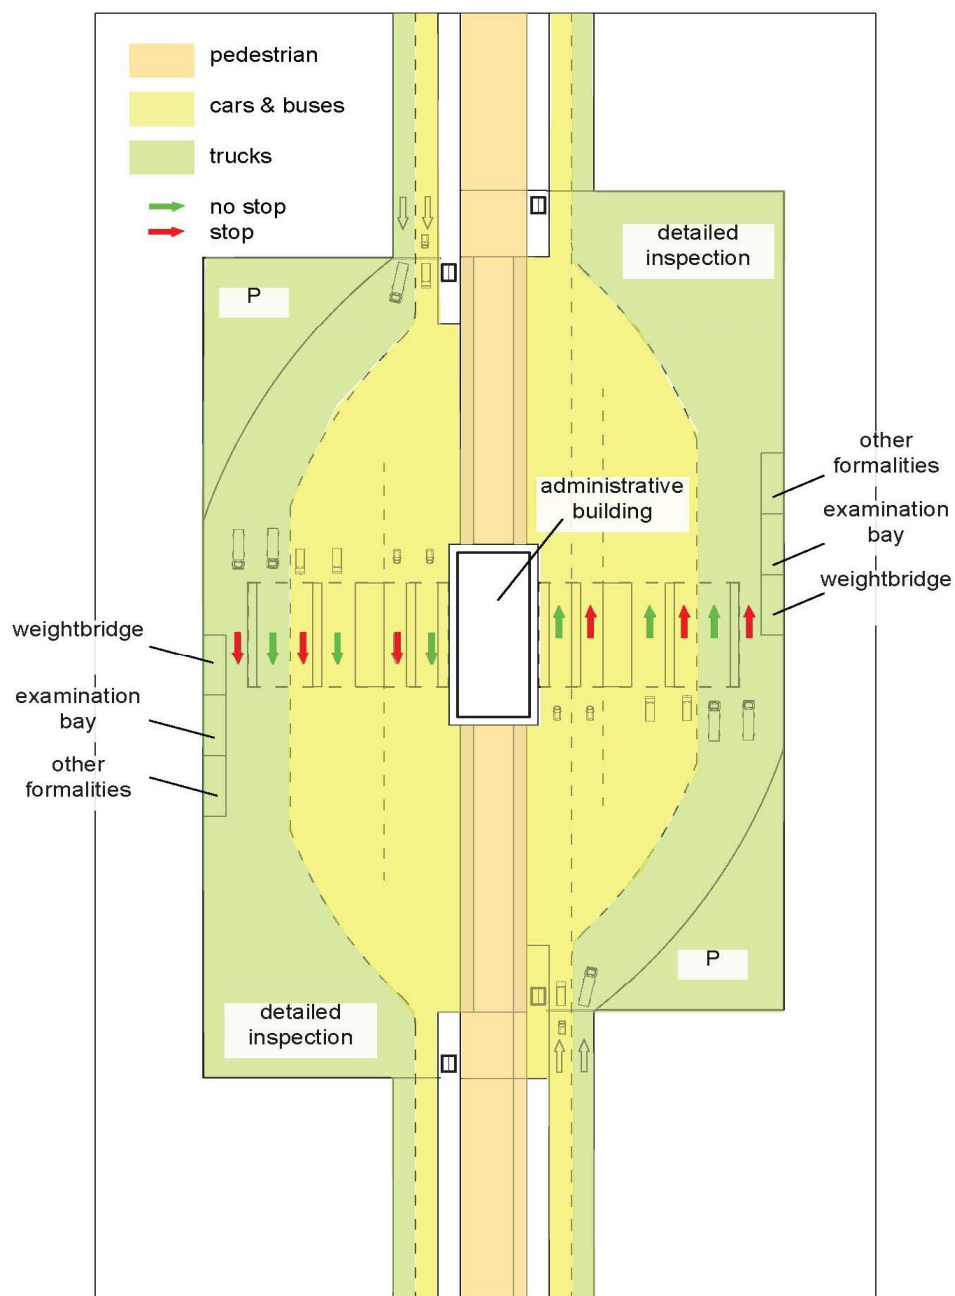 pedestrian
cars & buses
trucks
no stop
stop
detailed
inspection
P
other
formalities
administrative
building
examination
bay
weightbridge
weightbridge
examination
bay
other
formalities
P
detailed
inspection